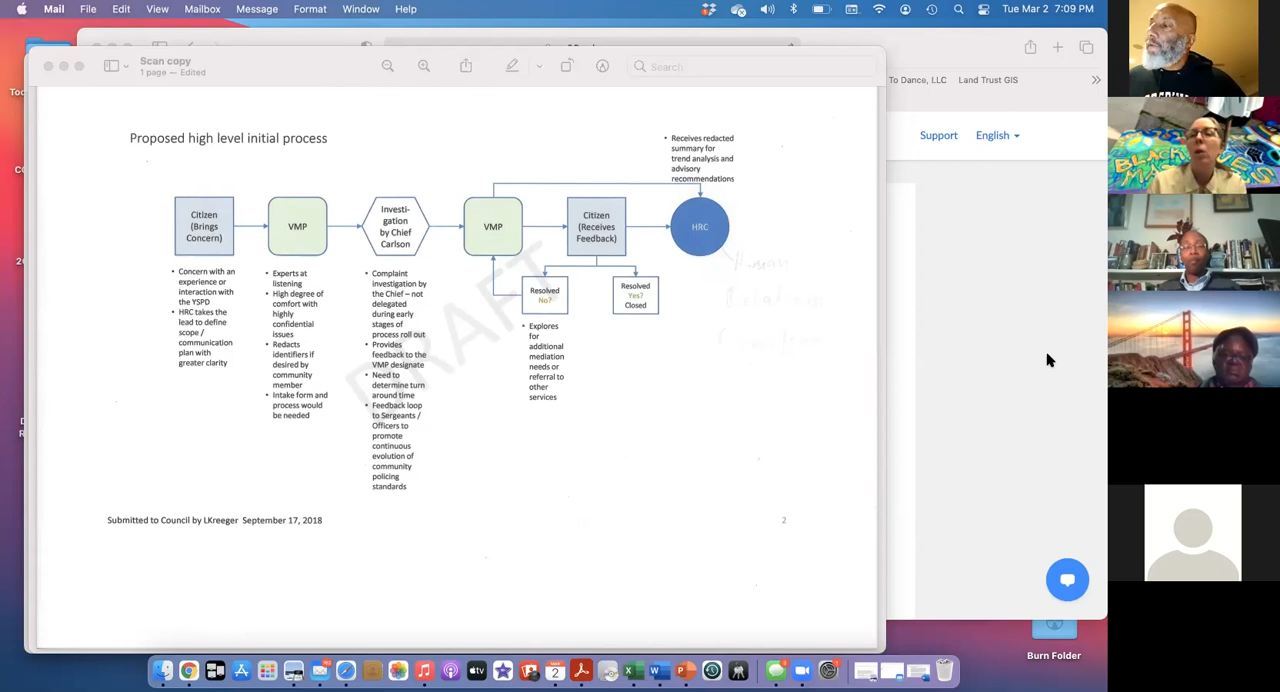 Mail File Edit View Mailbox Message Format Window Help
Tue Mar 2 7:09 PM
Scan copy
1 page — Edited
Search
To Dance, LLC Land Trust GIS
Support English
Proposed high level initial process
• Receives redacted
summary for
trend analysis and
advisory
recommendations
Citizen
(Brings
Concern)
VMP
Investi-
gation
by Chief
Carlson
VMP
Citizen
(Receives
Feedback)
HRC
• Concern with an
experience or
interaction with
the YSPD
• HRC takes the
lead to define
scope /
communication
plan with
greater clarity
• Experts at
listening
• High degree of
comfort with
highly
confidential
issues
• Redacts
identifiers if
desired by
community
member
• Intake form and
process would
be needed
• Complaint
investigation by
the Chief – not
delegated
during early
stages of
process roll out
• Provides
feedback to the
VMP designate
• Need to
determine turn
around time
• Feedback loop
to Sergeants /
Officers to
promote
continuous
evolution of
community
policing
standards
Resolved
No?
Resolved
Yes?
Closed
• Explores
for
additional
mediation
needs or
referral to
other
services
DRAFT
Submitted to Council by LKreeger September 17, 2018
2
BLACK LIVES
Burn Folder